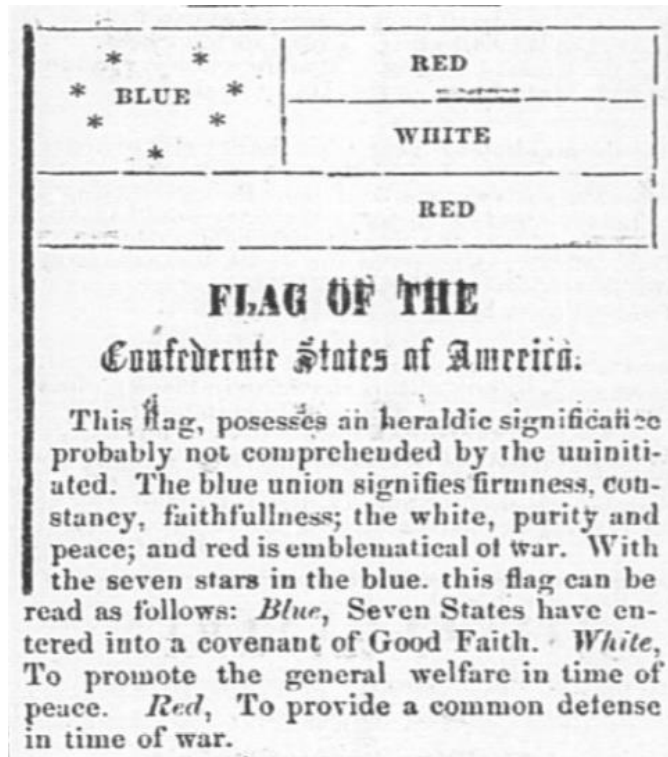 RED
BLUE
WHITE
RED
FLAG OF THE
Confederate States of America.
This flag, posesses an heraldic significance
probably not comprehended by the uniniti-
ated. The blue union signifies firmness, con-
stancy, faithfullness; the white, purity and
peace; and red is emblematical of war. With
the seven stars in the blue. this flag can be
read as follows: Blue, Seven States have en-
tered into a covenant of Good Faith. White,
To promote the general welfare in time of
peace. Red, To provide a common defense
in time of war.